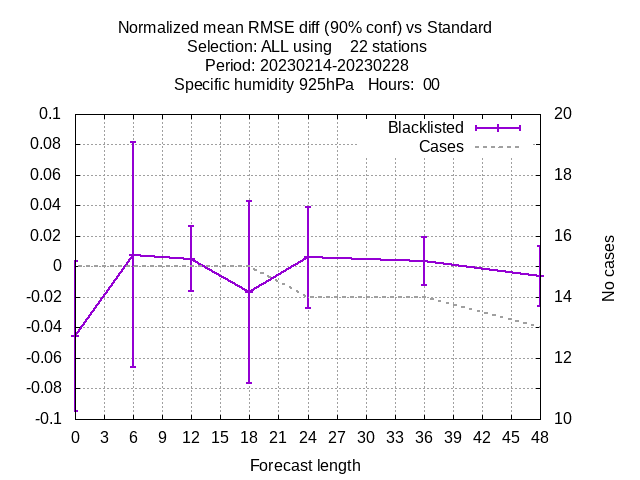 Normalized mean RMSE diff (90% conf) vs Standard
Selection: ALL using    22 stations
Period: 20230214-20230228
Specific humidity 925hPa   Hours:  00
0.1
0.08
0.06
0.04
0.02
0
-0.02
-0.04
-0.06
-0.08
-0.1
Blacklisted
Cases
20
18
16
14
12
10
No cases
0 3 6 9 12 15 18 21 24 27 30 33 36 39 42 45 48
Forecast length